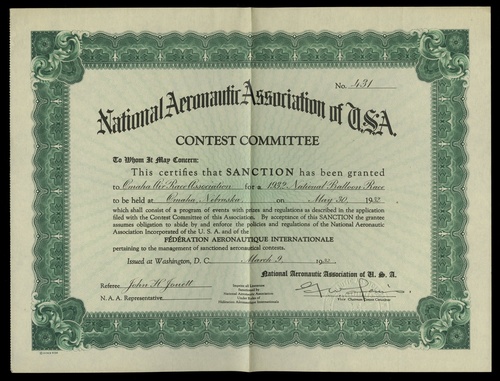 No. 431
National Aeronautic Association of U.S.A.
CONTEST COMMITTEE
To Whom It May Concern:
This certifies that SANCTION has been granted
to Omaha Air Race Association for a 1932 National Balloon Race
to be held at Omaha, Nebraska, on May 30, 1932
which shall consist of a program of events with prizes and regulations as described in the application
filed with the Contest Committee of this Association. By acceptance of this SANCTION the grantee
assumes obligation to abide by and enforce the policies and regulations of the National Aeronautic
Association Incorporated of the U. S. A. and of the
FÉDÉRATION AERONAUTIQUE INTERNATIONALE
pertaining to the management of sanctioned aeronautical contests.
Issued at Washington, D. C. March 9, 1932
National Aeronautic Association of U. S. A.
Referee John H. Jouett
N. A. A. Representative